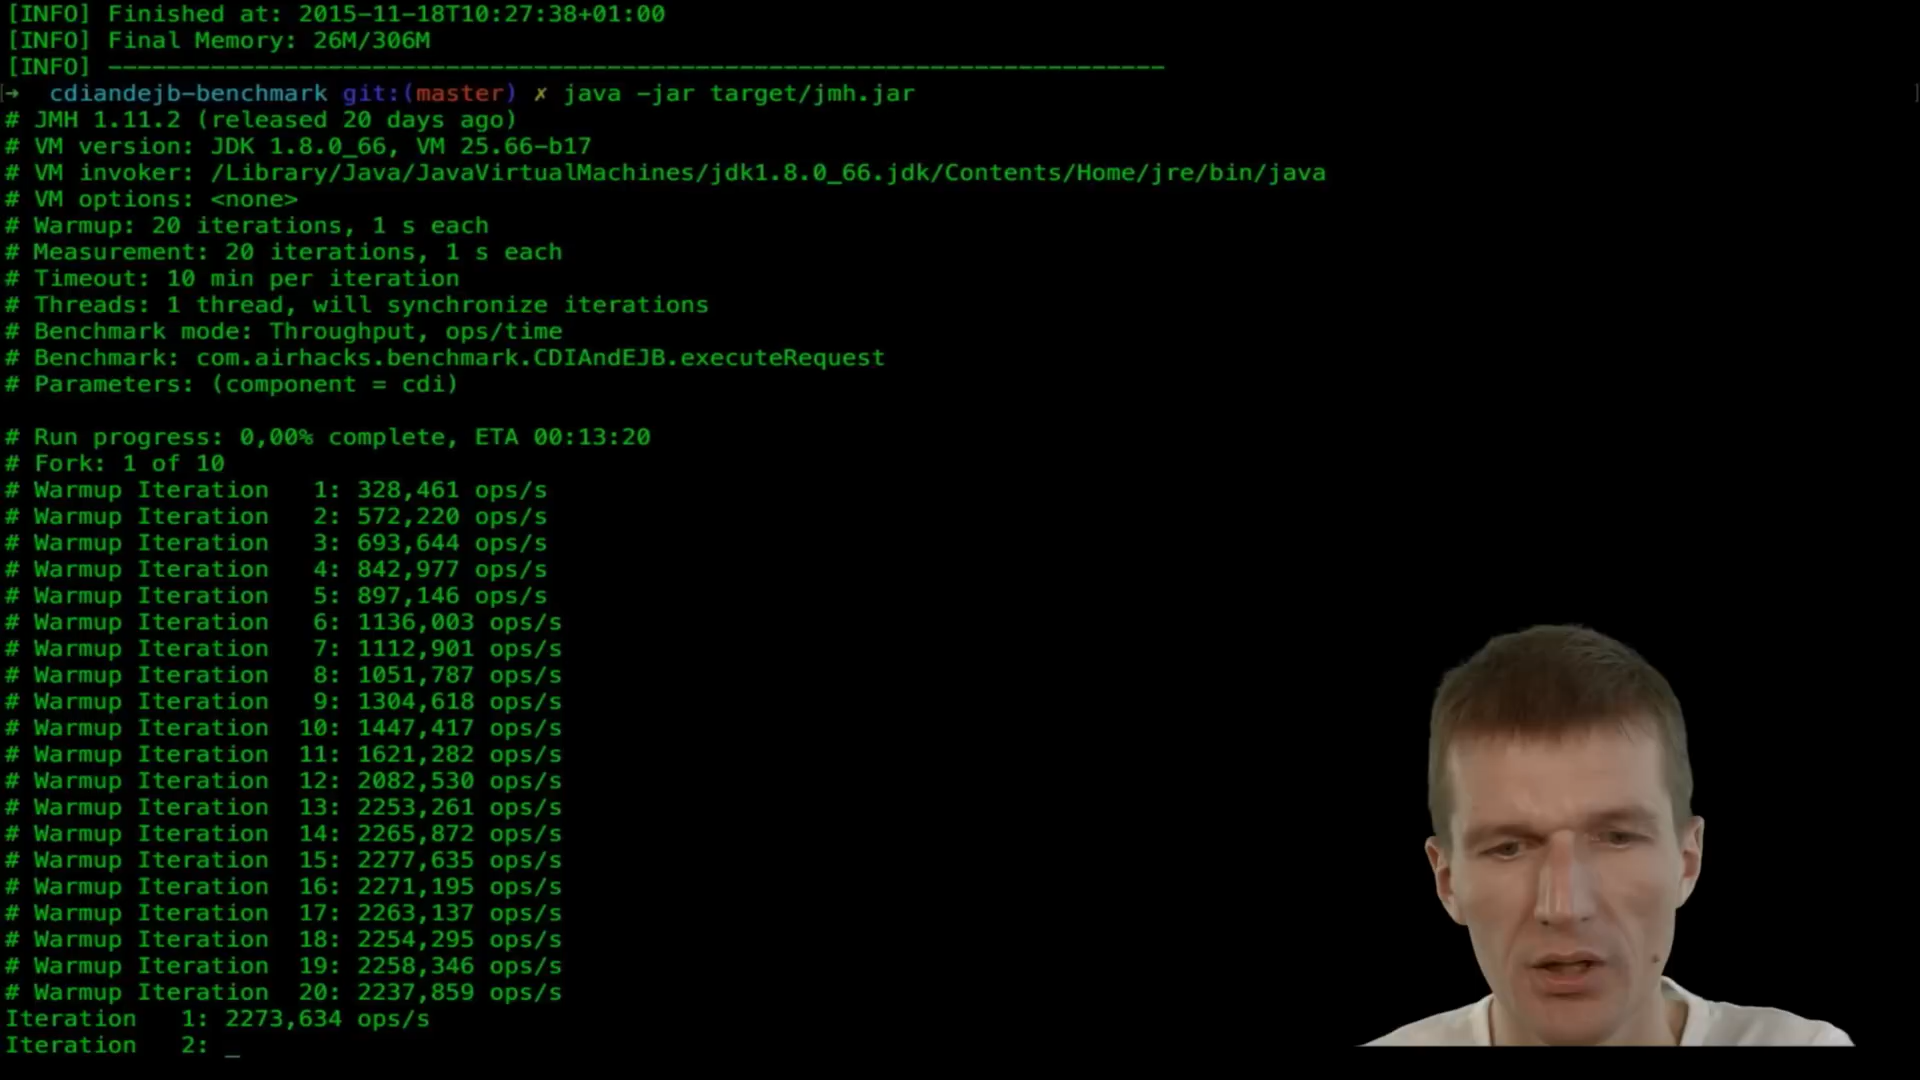 [INFO] Finished at: 2015-11-18T10:27:38+01:00
[INFO] Final Memory: 26M/306M
[INFO] ------------------------------------------------------------------------
→  cdiandejb-benchmark git:(master) ✗ java -jar target/jmh.jar
# JMH 1.11.2 (released 20 days ago)
# VM version: JDK 1.8.0_66, VM 25.66-b17
# VM invoker: /Library/Java/JavaVirtualMachines/jdk1.8.0_66.jdk/Contents/Home/jre/bin/java
# VM options: <none>
# Warmup: 20 iterations, 1 s each
# Measurement: 20 iterations, 1 s each
# Timeout: 10 min per iteration
# Threads: 1 thread, will synchronize iterations
# Benchmark mode: Throughput, ops/time
# Benchmark: com.airhacks.benchmark.CDIAndEJB.executeRequest
# Parameters: (component = cdi)
# Run progress: 0,00% complete, ETA 00:13:20
# Fork: 1 of 10
# Warmup Iteration   1: 328,461 ops/s
# Warmup Iteration   2: 572,220 ops/s
# Warmup Iteration   3: 693,644 ops/s
# Warmup Iteration   4: 842,977 ops/s
# Warmup Iteration   5: 897,146 ops/s
# Warmup Iteration   6: 1136,003 ops/s
# Warmup Iteration   7: 1112,901 ops/s
# Warmup Iteration   8: 1051,787 ops/s
# Warmup Iteration   9: 1304,618 ops/s
# Warmup Iteration  10: 1447,417 ops/s
# Warmup Iteration  11: 1621,282 ops/s
# Warmup Iteration  12: 2082,530 ops/s
# Warmup Iteration  13: 2253,261 ops/s
# Warmup Iteration  14: 2265,872 ops/s
# Warmup Iteration  15: 2277,635 ops/s
# Warmup Iteration  16: 2271,195 ops/s
# Warmup Iteration  17: 2263,137 ops/s
# Warmup Iteration  18: 2254,295 ops/s
# Warmup Iteration  19: 2258,346 ops/s
# Warmup Iteration  20: 2237,859 ops/s
Iteration   1: 2273,634 ops/s
Iteration   2: _